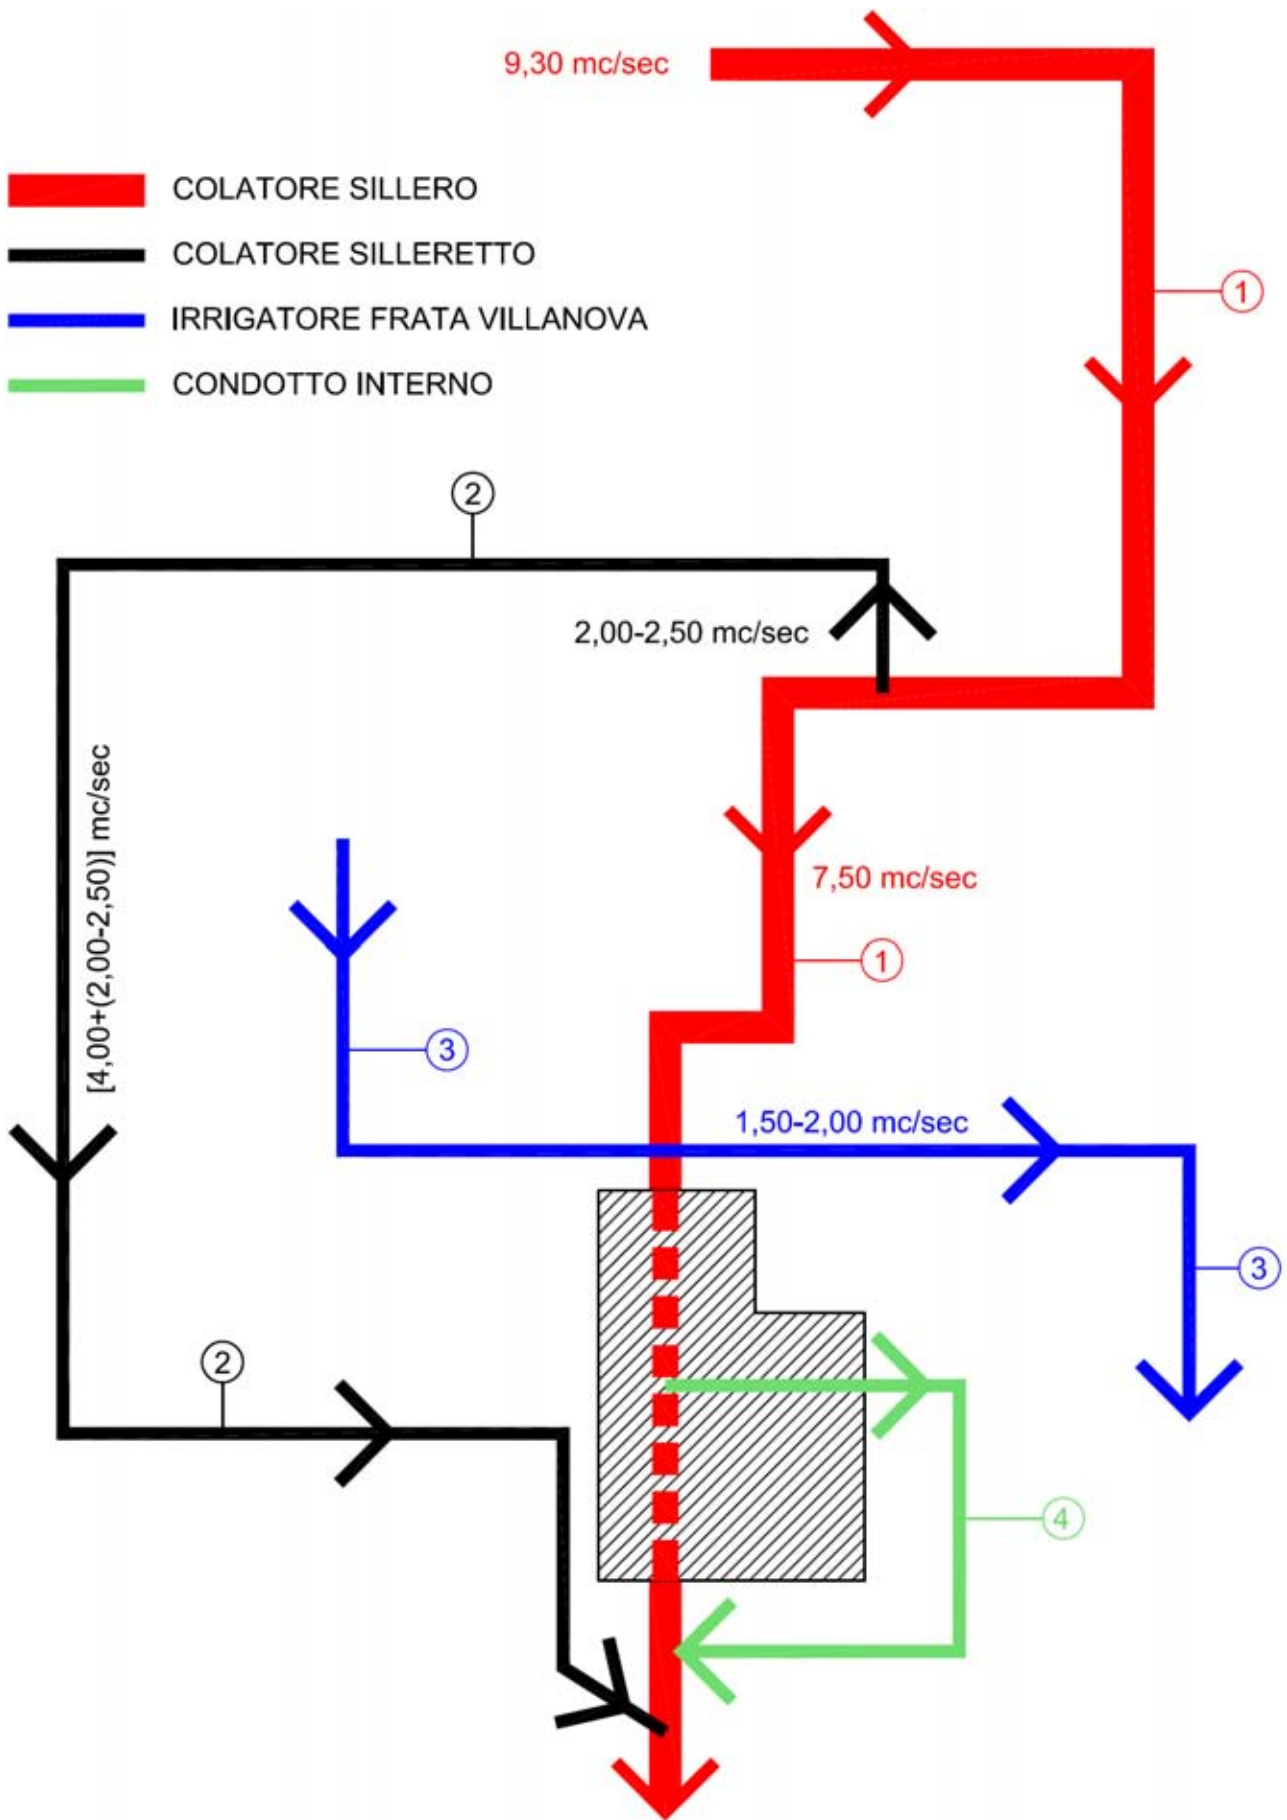 9,30 mc/sec
COLATORE SILLERO
COLATORE SILLERETTO
IRRIGATORE FRATA VILLANOVA
CONDOTTO INTERNO
1
2
2,00-2,50 mc/sec
[4,00+(2,00-2,50)] mc/sec
7,50 mc/sec
1
3
1,50-2,00 mc/sec
3
2
4